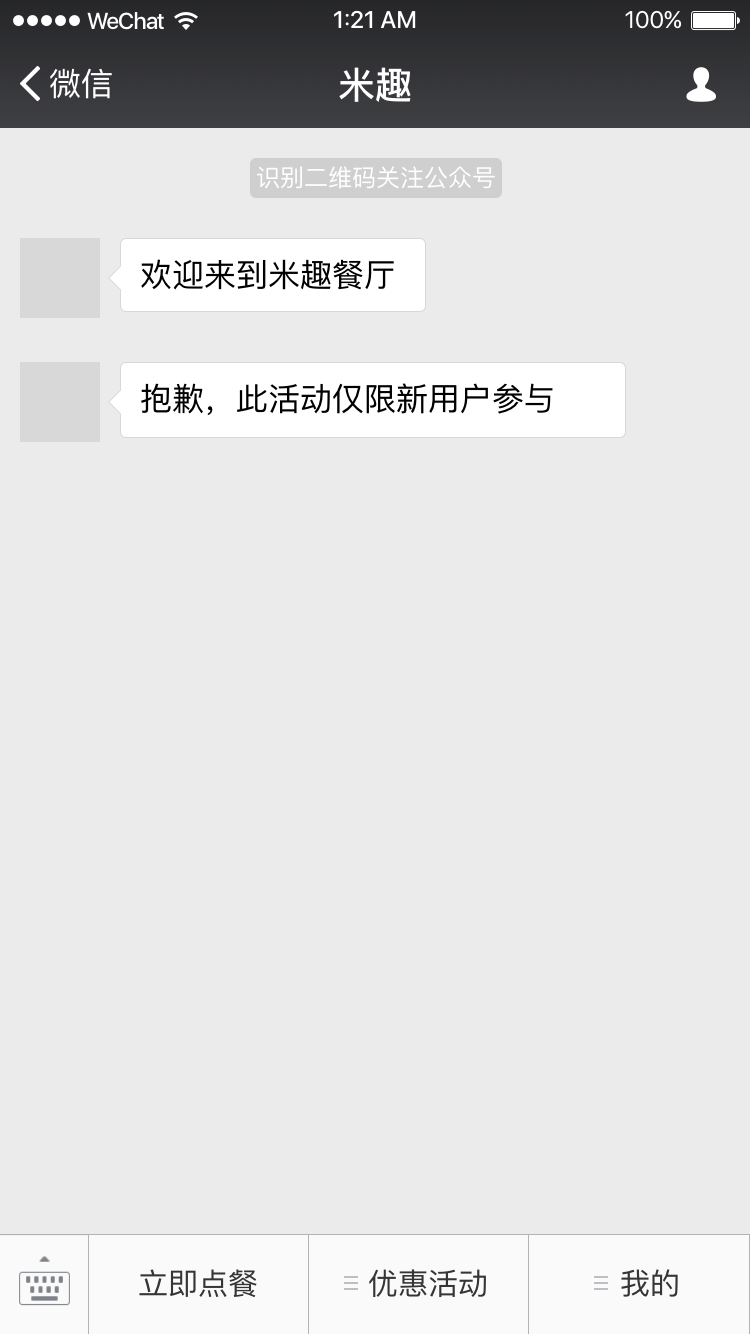 WeChat 1:21 AM 100%
微信 米趣
识别二维码关注公众号
欢迎来到米趣餐厅
抱歉，此活动仅限新用户参与
立即点餐 优惠活动 我的